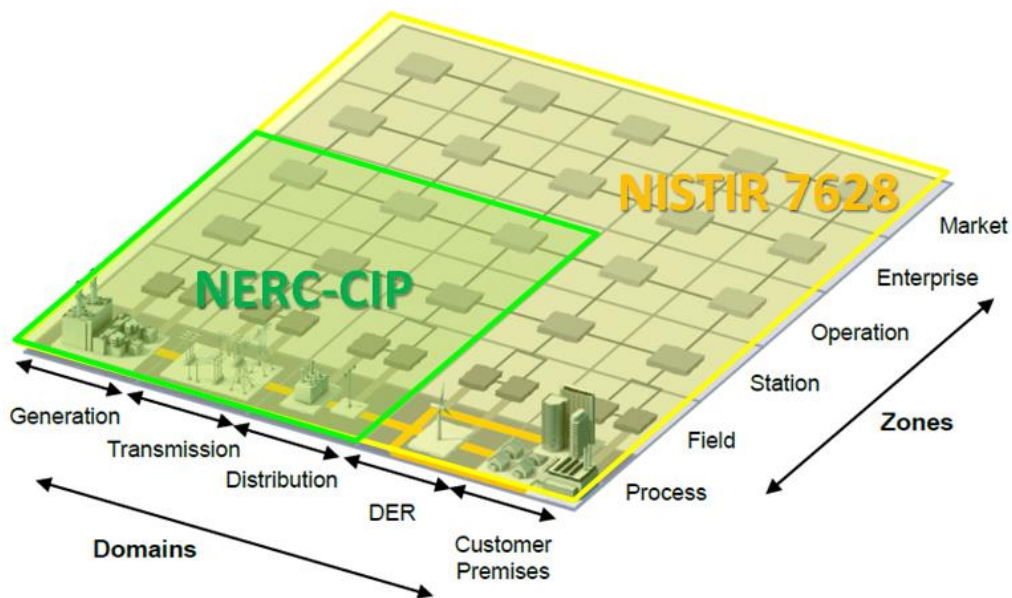 NISTIR 7628
NERC-CIP
Market
Enterprise
Operation
Station
Field
Process
Zones
Generation
Transmission
Distribution
DER
Customer
Premises
Domains